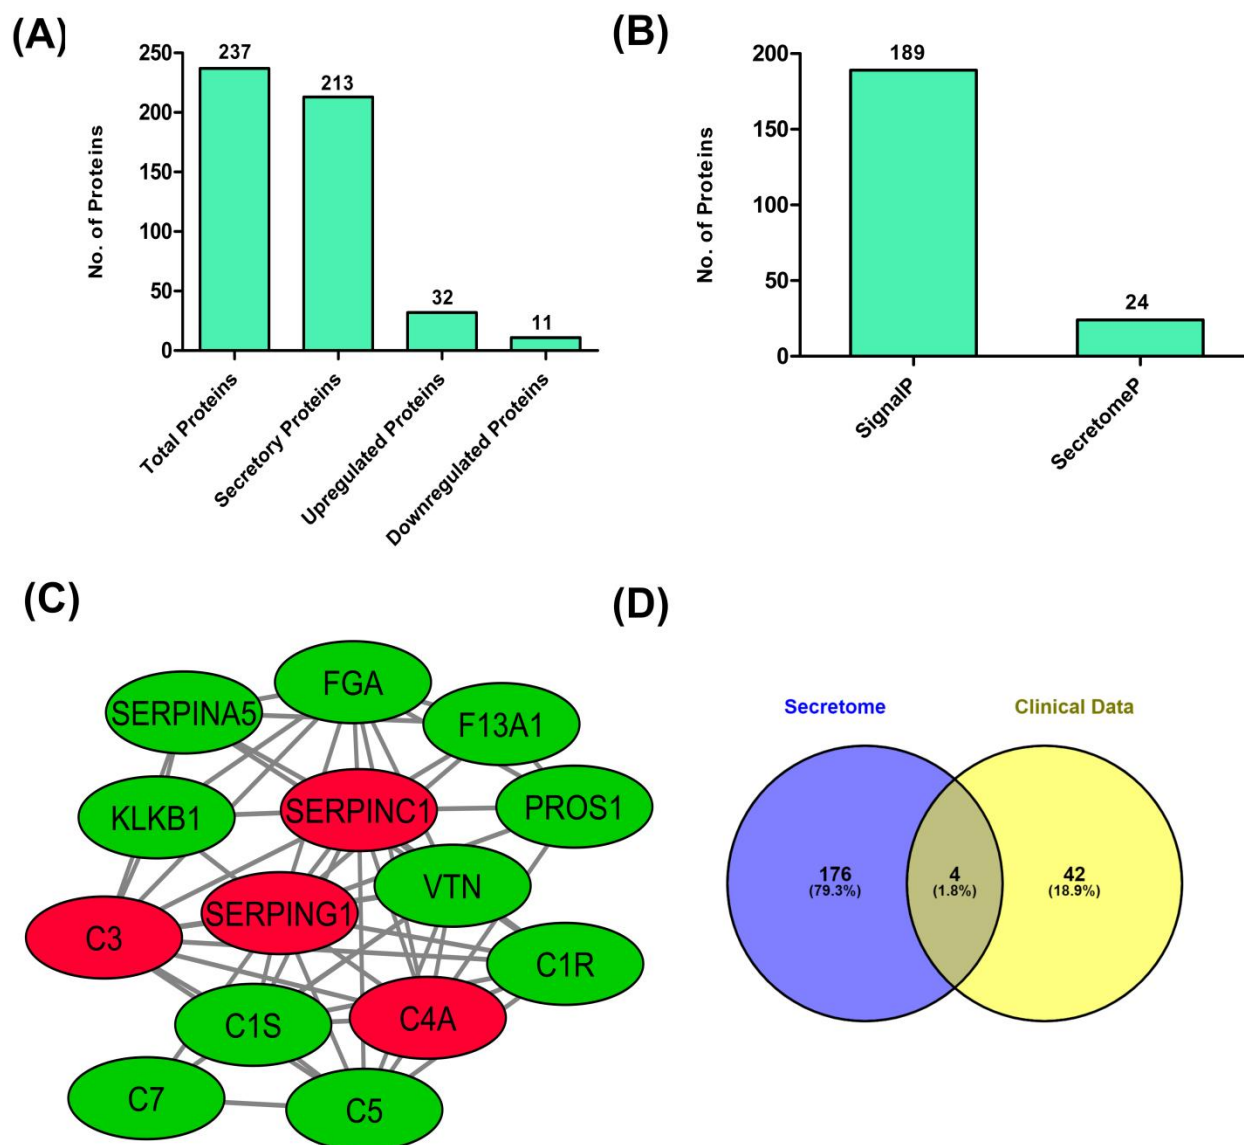 (A)
No. of Proteins
250
200
150
100
50
0
237
213
32
11
Total Proteins
Secretory Proteins
Upregulated Proteins
Downregulated Proteins
(B)
No. of Proteins
200
150
100
50
0
189
24
SignalP
SecretomeP
(C)
FGA
SERPINA5
F13A1
SERPINC1
PROS1
KLKB1
VTN
SERPING1
C3
C1R
C4A
C1S
C7
C5
(D)
Secretome
Clinical Data
176
(79.3%)
4
(1.8%)
42
(18.9%)